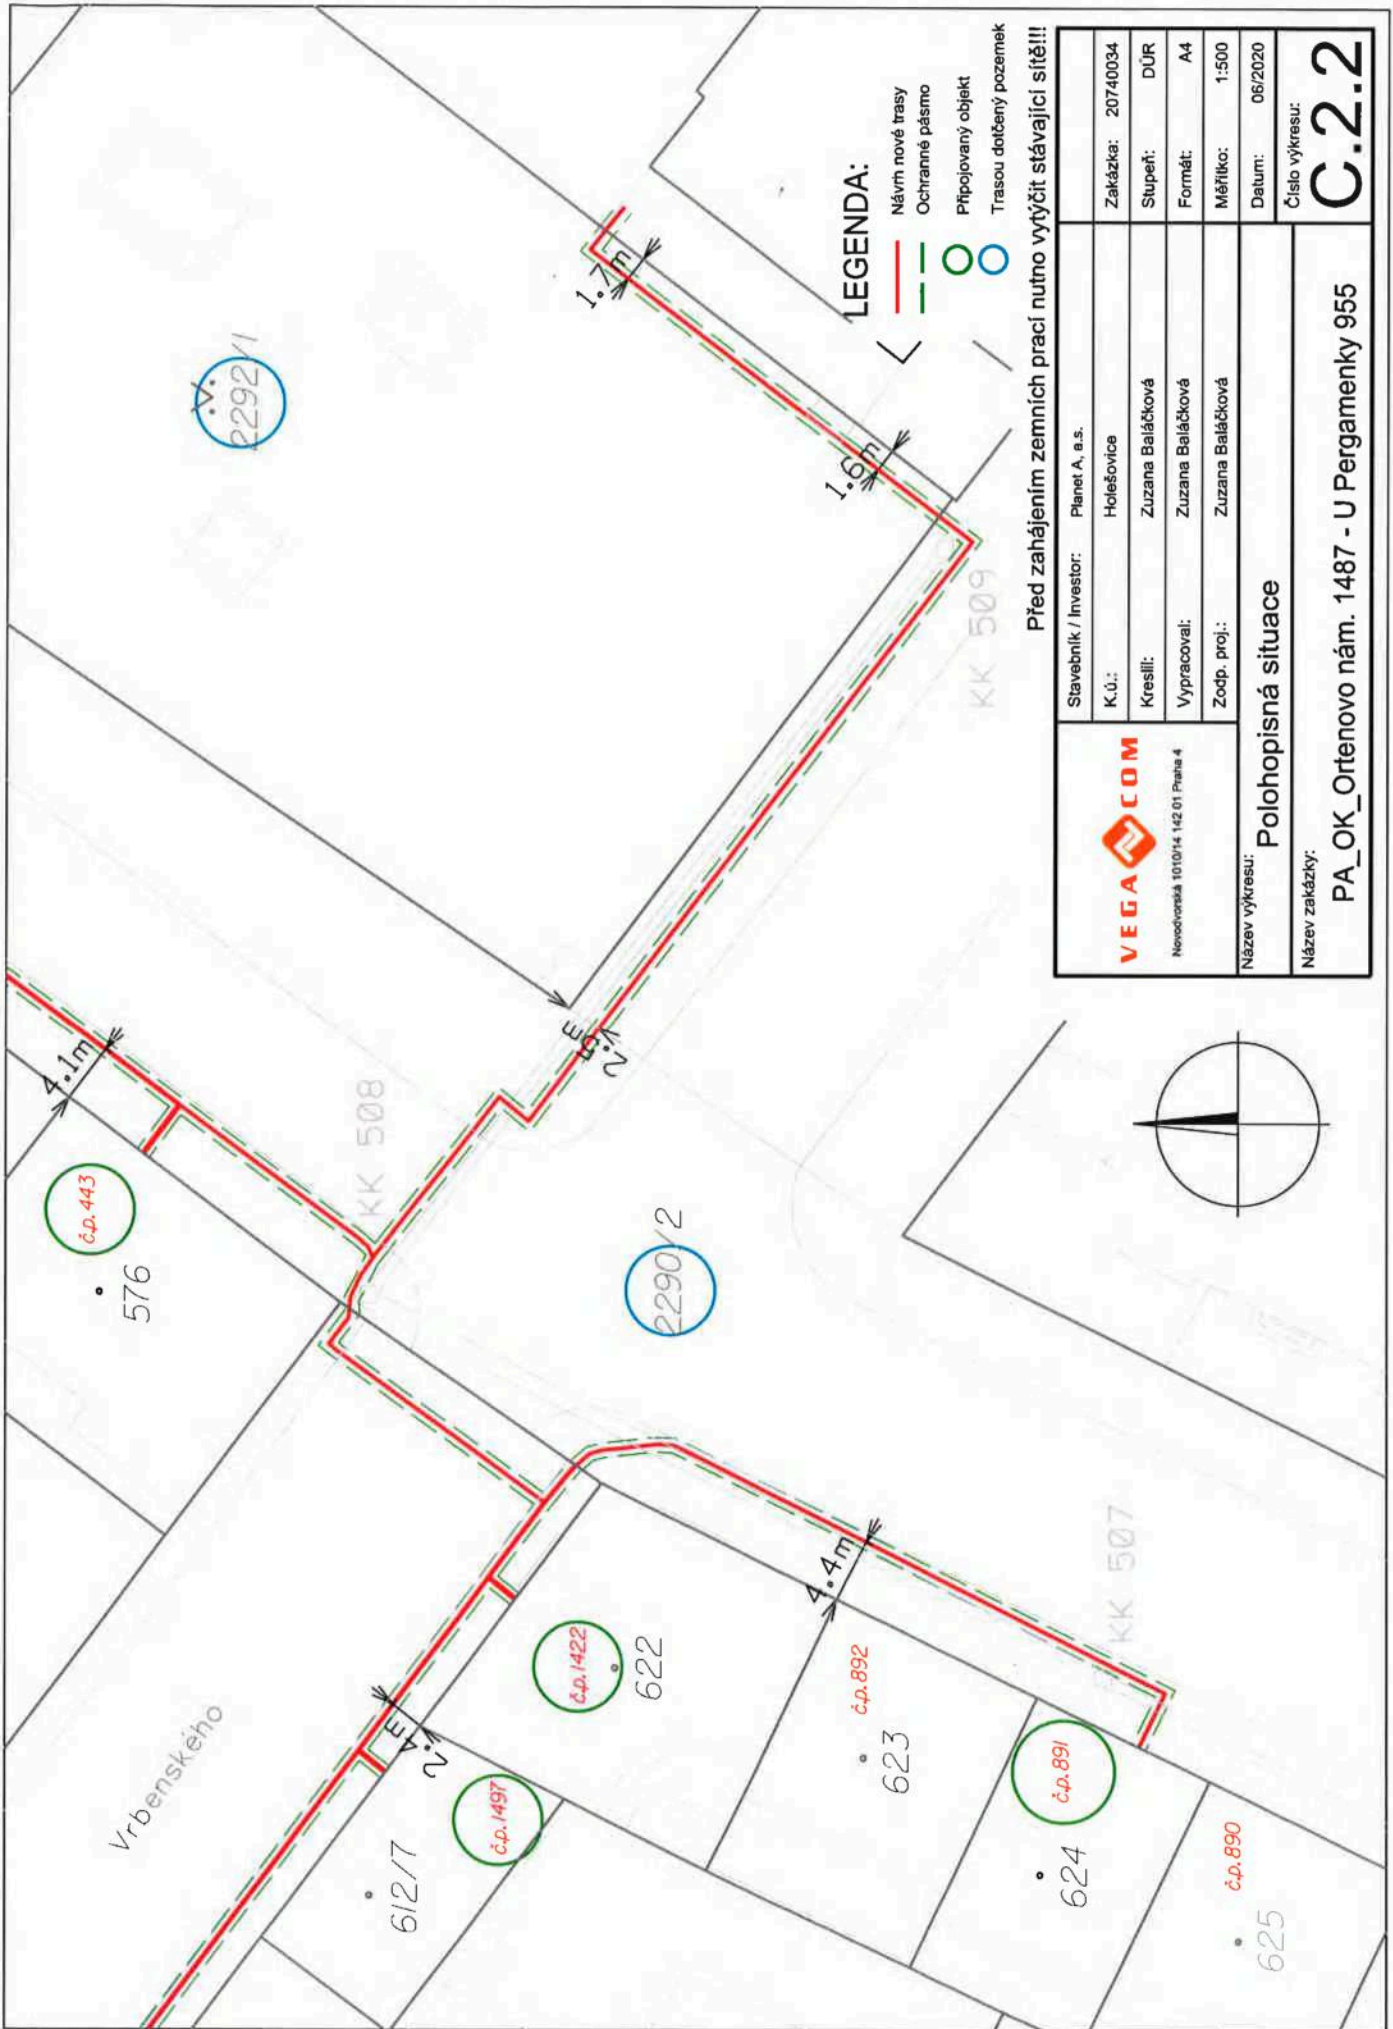 Vrbenského
576
č.p.443
4.1m
KK 508
2292/1
1.7m
612/7
č.p.1497
2.4m
č.p.1422
622
2290/2
2.5m
1.6m
KK 509
623
č.p.892
4.4m
624
č.p.891
KK 507
625
č.p.890
LEGENDA:
Návrh nové trasy
Ochranné pásmo
Připojovaný objekt
Trasou dotčený pozemek
Před zahájením zemních prací nutno vytýčit stávající sítě!!!
VEGA COM
Novodvorská 1010/14 142 01 Praha 4
Stavebník / Investor: Planet A, a.s.
K.ú.: Holešovice Zakázka: 20740034
Kreslil: Zuzana Baláčková Stupeň: DÚR
Vypracoval: Zuzana Baláčková Formát: A4
Zodp. proj.: Zuzana Baláčková Měřítko: 1:500
Název výkresu: Datum: 06/2020
Polohopisná situace
Název zakázky: Číslo výkresu:
PA_OK_Ortenovo nám. 1487 - U Pergamenky 955
C.2.2